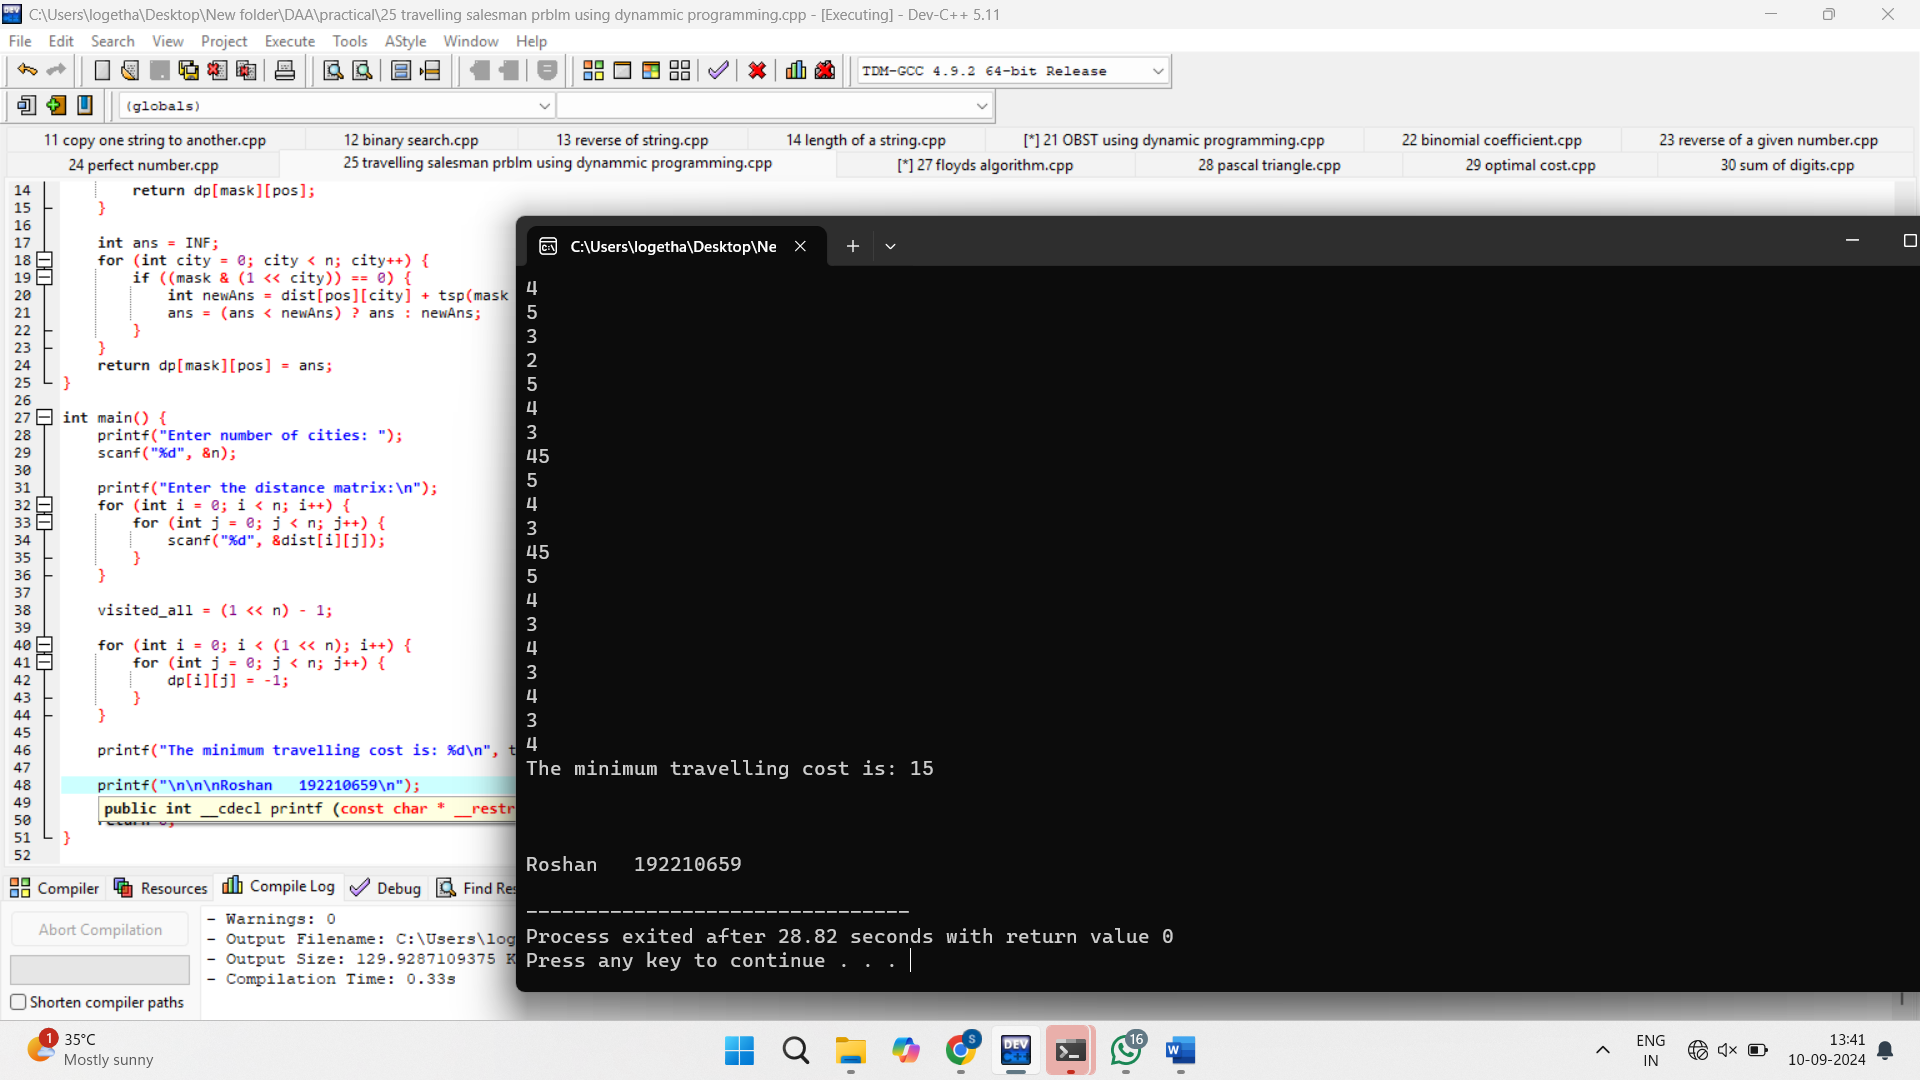 C:\Users\logetha\Desktop\New folder\DAA\practical\25 travelling salesman prblm using dynammic programming.cpp - [Executing] - Dev-C++ 5.11
File Edit Search View Project Execute Tools AStyle Window Help
TDM-GCC 4.9.2 64-bit Release
(globals)
11 copy one string to another.cpp 12 binary search.cpp 13 reverse of string.cpp 14 length of a string.cpp [*] 21 OBST using dynamic programming.cpp 22 binomial coefficient.cpp 23 reverse of a given number.cpp
24 perfect number.cpp 25 travelling salesman prblm using dynammic programming.cpp [*] 27 floyds algorithm.cpp 28 pascal triangle.cpp 29 optimal cost.cpp 30 sum of digits.cpp
14 return dp[mask][pos];
15 }
16
17 int ans = INF;
18 for (int city = 0; city < n; city++) {
19 if ((mask & (1 << city)) == 0) {
20 int newAns = dist[pos][city] + tsp(mask
21 ans = (ans < newAns) ? ans : newAns;
22 }
23 }
24 return dp[mask][pos] = ans;
25 }
26
27 int main() {
28 printf("Enter number of cities: ");
29 scanf("%d", &n);
30
31 printf("Enter the distance matrix:\n");
32 for (int i = 0; i < n; i++) {
33 for (int j = 0; j < n; j++) {
34 scanf("%d", &dist[i][j]);
35 }
36 }
37
38 visited_all = (1 << n) - 1;
39
40 for (int i = 0; i < (1 << n); i++) {
41 for (int j = 0; j < n; j++) {
42 dp[i][j] = -1;
43 }
44 }
45
46 printf("The minimum travelling cost is: %d\n", t
47
48 printf("\n\n\nRoshan   192210659\n");
49 public int __cdecl printf (const char * __restr
50
51 }
52
C:\Users\logetha\Desktop\Ne
4
5
3
2
5
4
3
45
5
4
3
45
5
4
3
4
3
4
3
4
The minimum travelling cost is: 15
Roshan   192210659
--------------------------------
Process exited after 28.82 seconds with return value 0
Press any key to continue . . .
Compiler Resources Compile Log Debug Find Res
Abort Compilation
Shorten compiler paths
- Warnings: 0
- Output Filename: C:\Users\log
- Output Size: 129.9287109375 K
- Compilation Time: 0.33s
1
35°C
Mostly sunny
S
DEV
C++
16
W
ENG
IN
13:41
10-09-2024